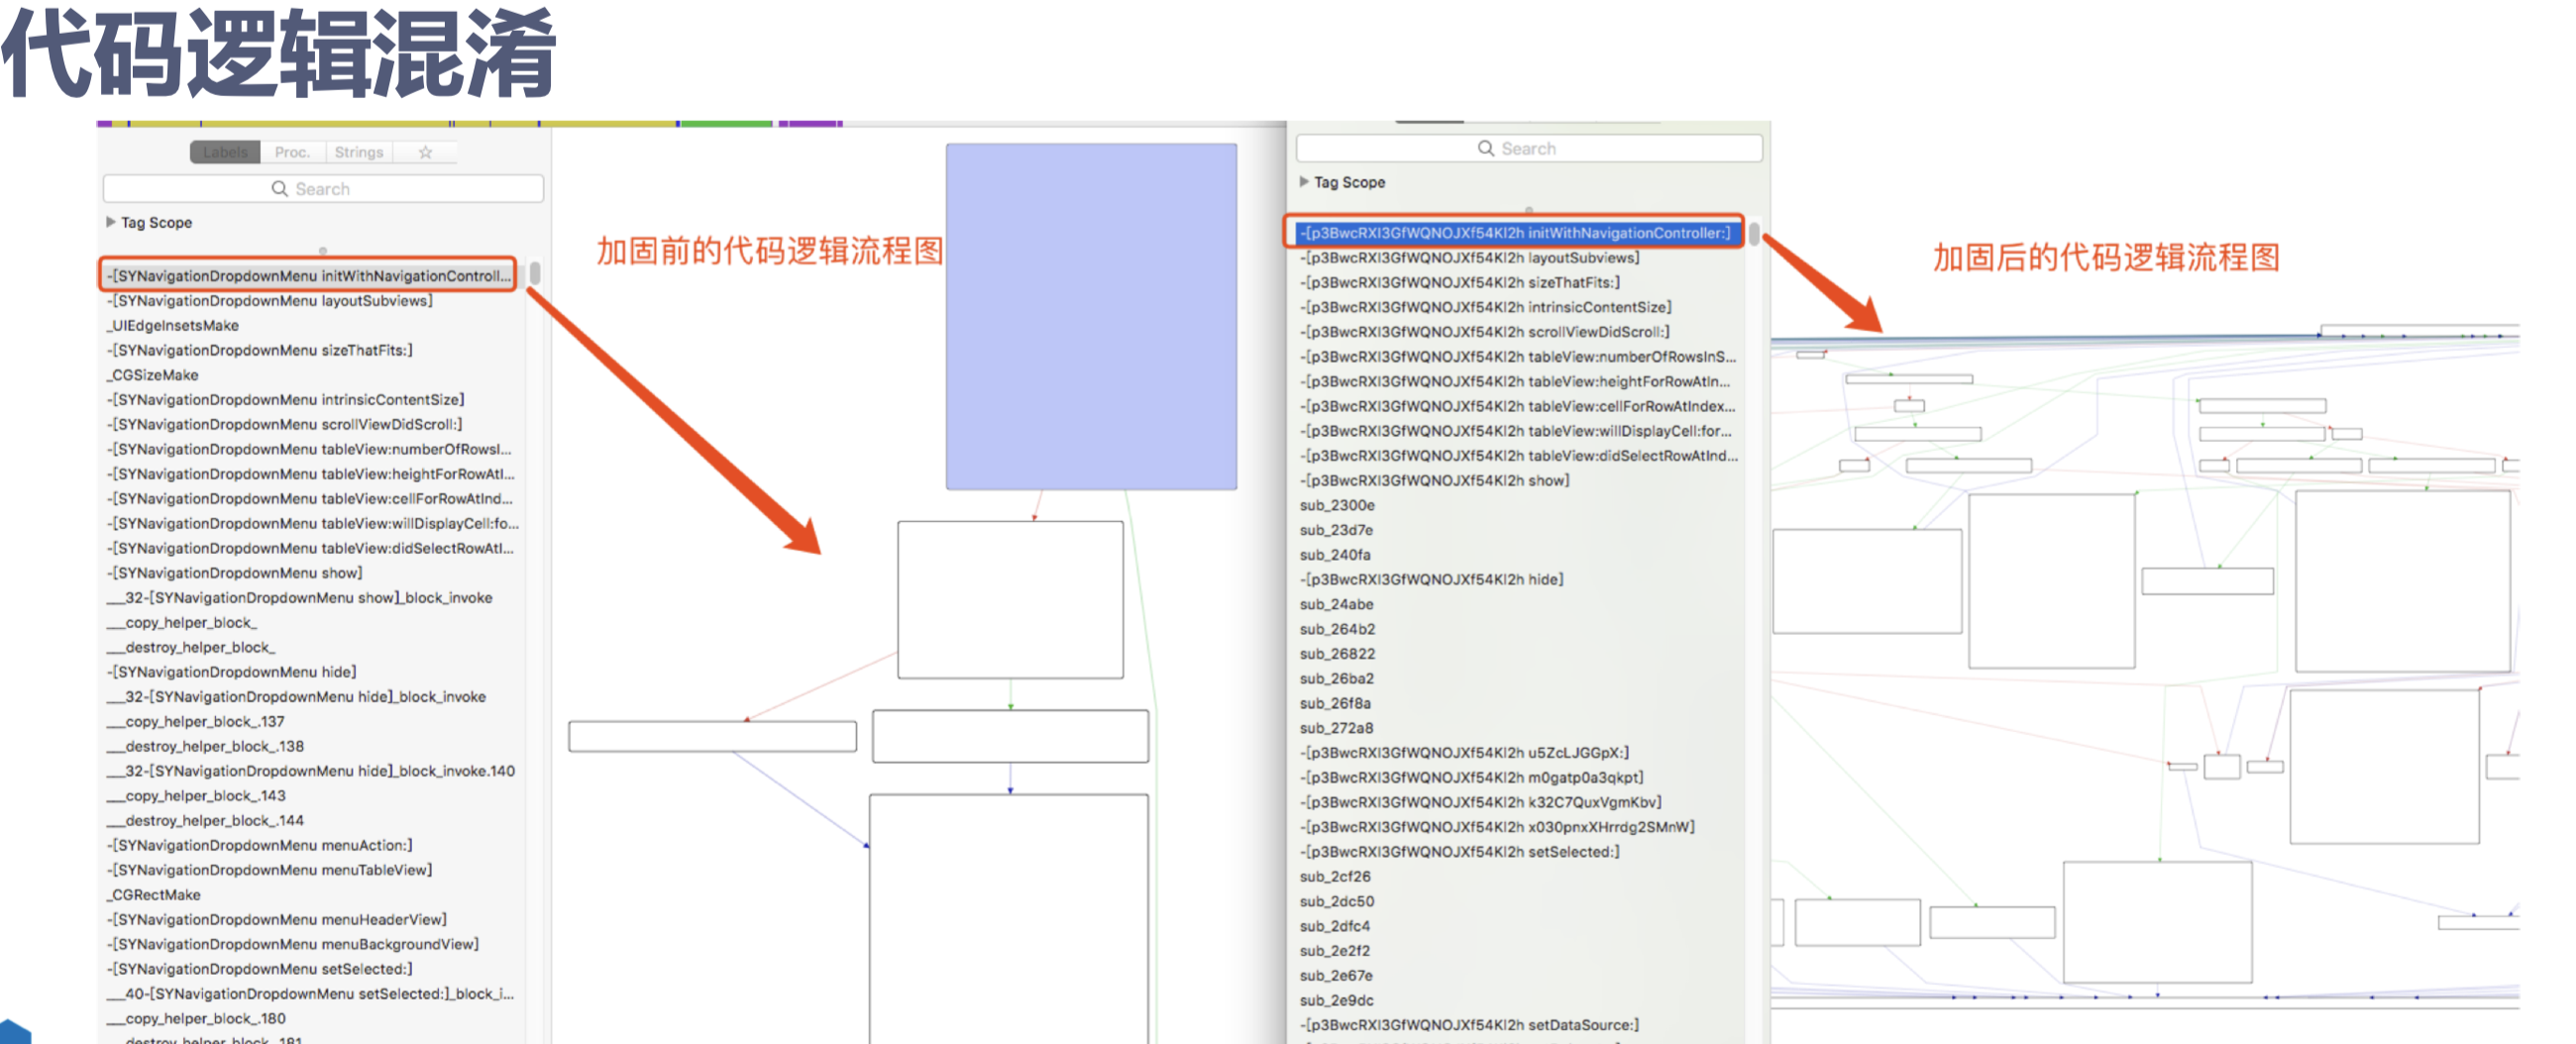 代码逻辑混淆
Labels
Proc.
Strings
Search
Tag Scope
-[SYNavigationDropdownMenu initWithNavigationControll...
-[SYNavigationDropdownMenu layoutSubviews]
_UIEdgeInsetsMake
-[SYNavigationDropdownMenu sizeThatFits:]
_CGSizeMake
-[SYNavigationDropdownMenu intrinsicContentSize]
-[SYNavigationDropdownMenu scrollViewDidScroll:]
-[SYNavigationDropdownMenu tableView:numberOfRowsI...
-[SYNavigationDropdownMenu tableView:heightForRowAtI...
-[SYNavigationDropdownMenu tableView:cellForRowAtInd...
-[SYNavigationDropdownMenu tableView:willDisplayCell:fo...
-[SYNavigationDropdownMenu tableView:didSelectRowAtI...
-[SYNavigationDropdownMenu show]
___32-[SYNavigationDropdownMenu show]_block_invoke
___copy_helper_block_
___destroy_helper_block_
-[SYNavigationDropdownMenu hide]
___32-[SYNavigationDropdownMenu hide]_block_invoke
___copy_helper_block_.137
___destroy_helper_block_.138
___32-[SYNavigationDropdownMenu hide]_block_invoke.140
___copy_helper_block_.143
___destroy_helper_block_.144
-[SYNavigationDropdownMenu menuAction:]
-[SYNavigationDropdownMenu menuTableView]
_CGRectMake
-[SYNavigationDropdownMenu menuHeaderView]
-[SYNavigationDropdownMenu menuBackgroundView]
-[SYNavigationDropdownMenu setSelected:]
___40-[SYNavigationDropdownMenu setSelected:]_block_i...
___copy_helper_block_.180
___destroy_helper_block_.181
加固前的代码逻辑流程图
Search
Tag Scope
-[p3BwcRXI3GfWQNOJXf54KI2h initWithNavigationController:]
-[p3BwcRXI3GfWQNOJXf54KI2h layoutSubviews]
-[p3BwcRXI3GfWQNOJXf54KI2h sizeThatFits:]
-[p3BwcRXI3GfWQNOJXf54KI2h intrinsicContentSize]
-[p3BwcRXI3GfWQNOJXf54KI2h scrollViewDidScroll:]
-[p3BwcRXI3GfWQNOJXf54KI2h tableView:numberOfRowsInS...
-[p3BwcRXI3GfWQNOJXf54KI2h tableView:heightForRowAtIn...
-[p3BwcRXI3GfWQNOJXf54KI2h tableView:cellForRowAtIndex...
-[p3BwcRXI3GfWQNOJXf54KI2h tableView:willDisplayCell:for...
-[p3BwcRXI3GfWQNOJXf54KI2h tableView:didSelectRowAtInd...
-[p3BwcRXI3GfWQNOJXf54KI2h show]
sub_2300e
sub_23d7e
sub_240fa
-[p3BwcRXI3GfWQNOJXf54KI2h hide]
sub_24abe
sub_264b2
sub_26822
sub_26ba2
sub_26f8a
sub_272a8
-[p3BwcRXI3GfWQNOJXf54KI2h u5ZcLJGGpX:]
-[p3BwcRXI3GfWQNOJXf54KI2h m0gatp0a3qkpt]
-[p3BwcRXI3GfWQNOJXf54KI2h k32C7QuxVgmKbv]
-[p3BwcRXI3GfWQNOJXf54KI2h x030pnxXHrrdg2SMnW]
-[p3BwcRXI3GfWQNOJXf54KI2h setSelected:]
sub_2cf26
sub_2dc50
sub_2dfc4
sub_2e2f2
sub_2e67e
sub_2e9dc
-[p3BwcRXI3GfWQNOJXf54KI2h setDataSource:]
加固后的代码逻辑流程图